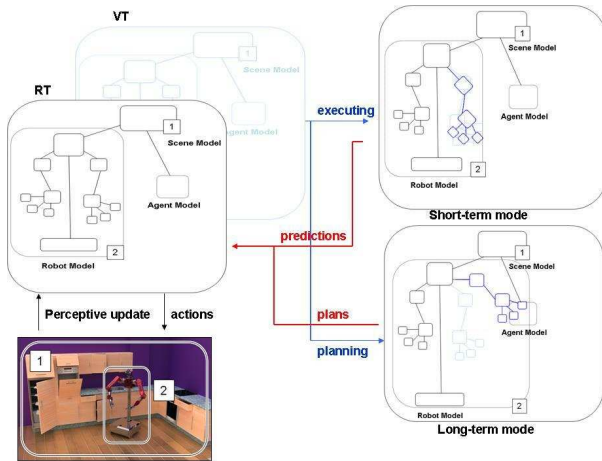 VT
1
Scene Model
Agent Model
RT
1
Scene Model
Agent Model
2
Robot Model
Perceptive update
actions
1
2
executing
predictions
plans
planning
1
Scene Model
Agent Model
2
Robot Model
Short-term mode
1
Scene Model
Agent Model
Robot Model
2
Long-term mode